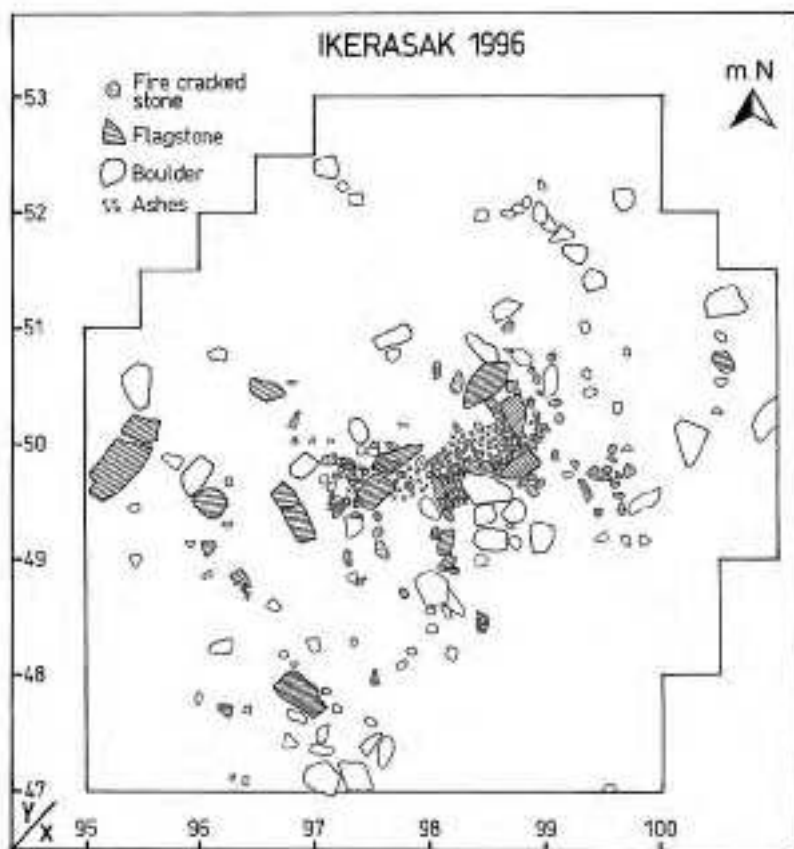 IKERASAK 1996
Fire cracked
stone
Flagstone
Boulder
Ashes
m N
53
52
51
50
49
48
47
Y/X
95 96 97 98 99 100